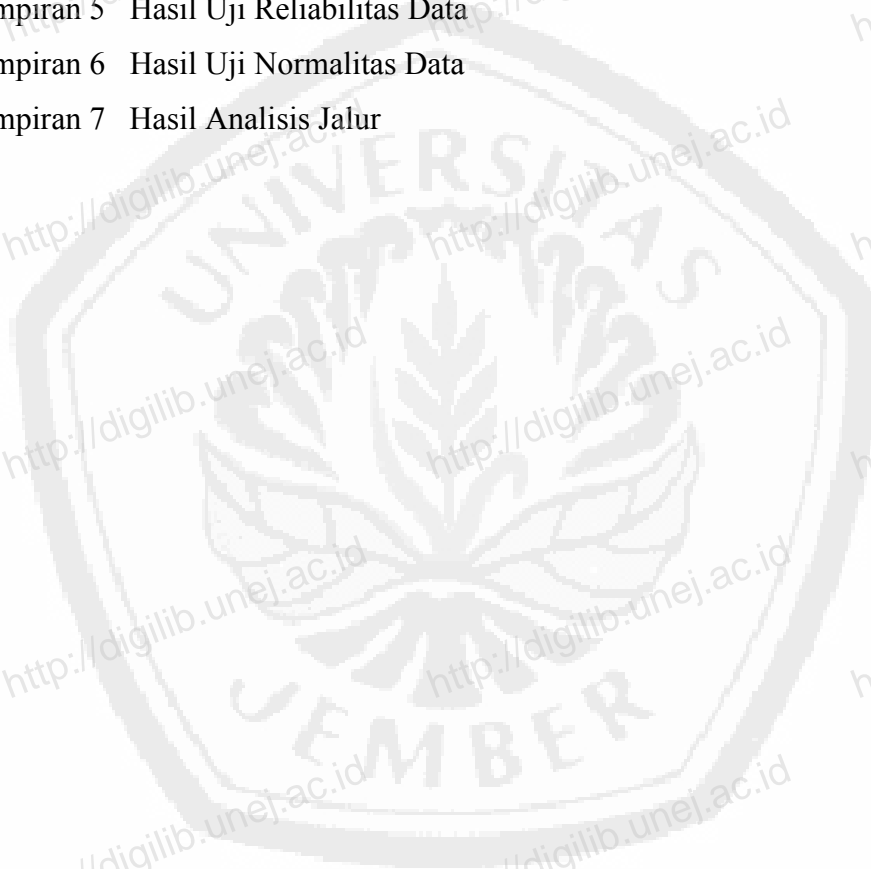 mpiran 5 Hasil Uji Reliabilitas Data
mpiran 6 Hasil Uji Normalitas Data
mpiran 7 Hasil Analisis Jalur
UNIVERSITAS
JEMBER
http://digilib.unej.ac.id
http://digilib.unej.ac.id
http://digilib.unej.ac.id
http://digilib.unej.ac.id
http://digilib.unej.ac.id
http://digilib.unej.ac.id
//digilib.unej.ac.id
//digilib.unej.ac.id